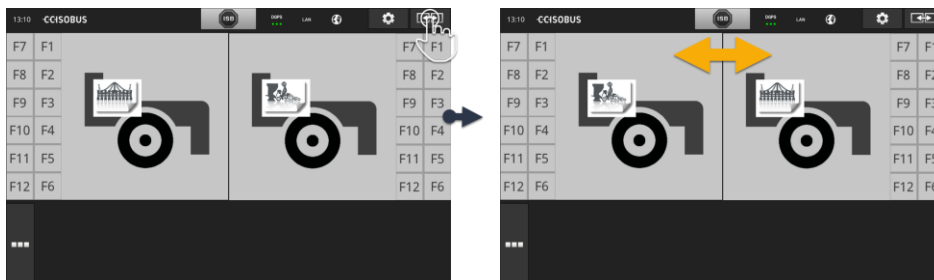 13:10 CCISOBUS ISB DGPS LAN
F7 F1 F7 F1
F8 F2 F8 F2
F9 F3 F9 F3
F10 F4 F10 F4
F11 F5 F11 F5
F12 F6 F12 F6
13:10 CCISOBUS ISB DGPS LAN
F7 F1 F7 F1
F8 F2 F8 F2
F9 F3 F9 F3
F10 F4 F10 F4
F11 F5 F11 F5
F12 F6 F12 F6